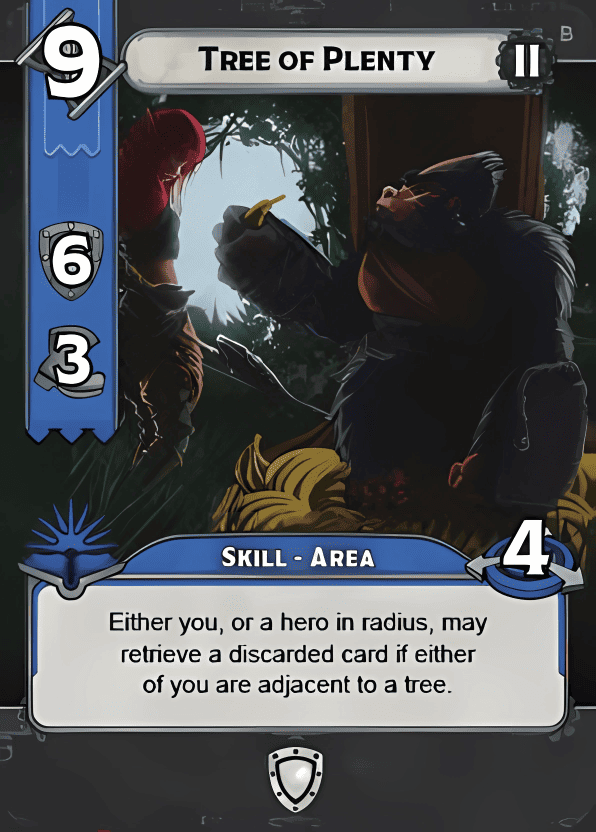 9
Tree of Plenty
II
B
6
3
Skill - Area
4
Either you, or a hero in radius, may
retrieve a discarded card if either
of you are adjacent to a tree.